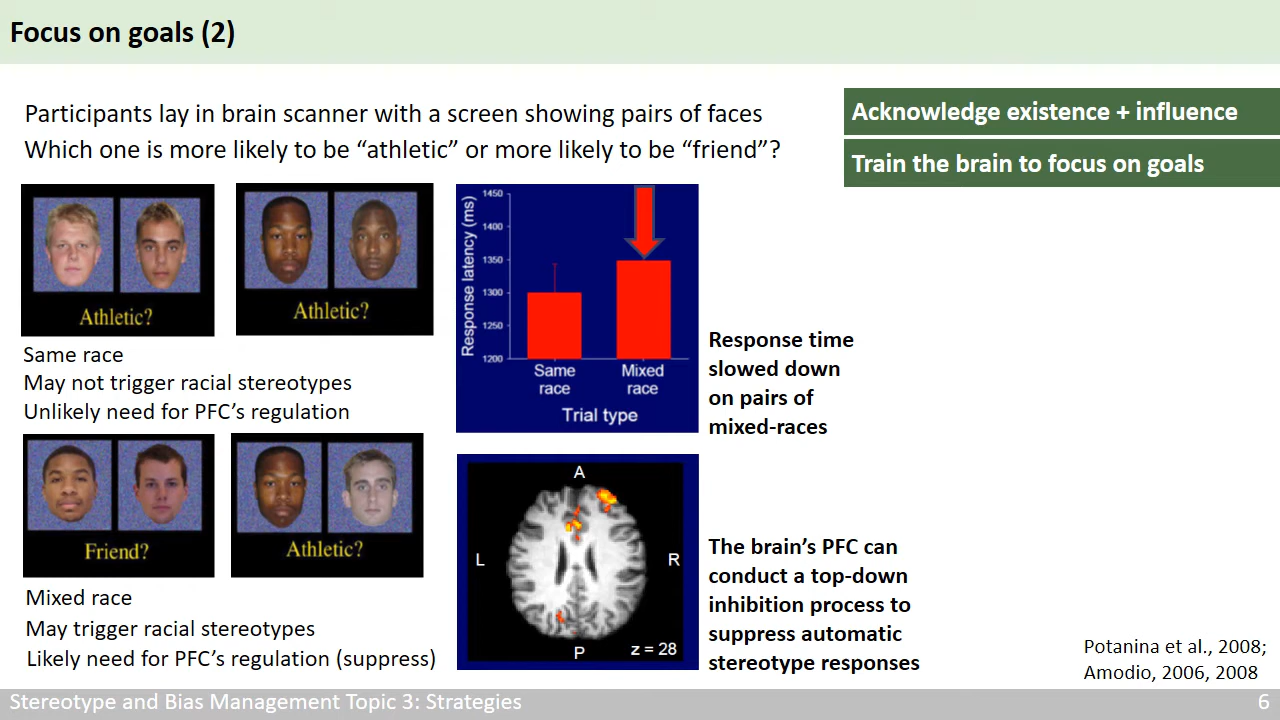 Focus on goals (2)
Participants lay in brain scanner with a screen showing pairs of faces
Which one is more likely to be “athletic” or more likely to be “friend”?
Acknowledge existence + influence
Train the brain to focus on goals
Athletic?
Athletic?
Same race
May not trigger racial stereotypes
Unlikely need for PFC’s regulation
Friend?
Athletic?
Mixed race
May trigger racial stereotypes
Likely need for PFC’s regulation (suppress)
Response latency (ms)
1450
1400
1350
1300
1250
1200
Same
race
Mixed
race
Trial type
Response time
slowed down
on pairs of
mixed-races
A
L
R
P
z = 28
The brain’s PFC can
conduct a top-down
inhibition process to
suppress automatic
stereotype responses
Potanina et al., 2008;
Amodio, 2006, 2008
Stereotype and Bias Management Topic 3: Strategies
6